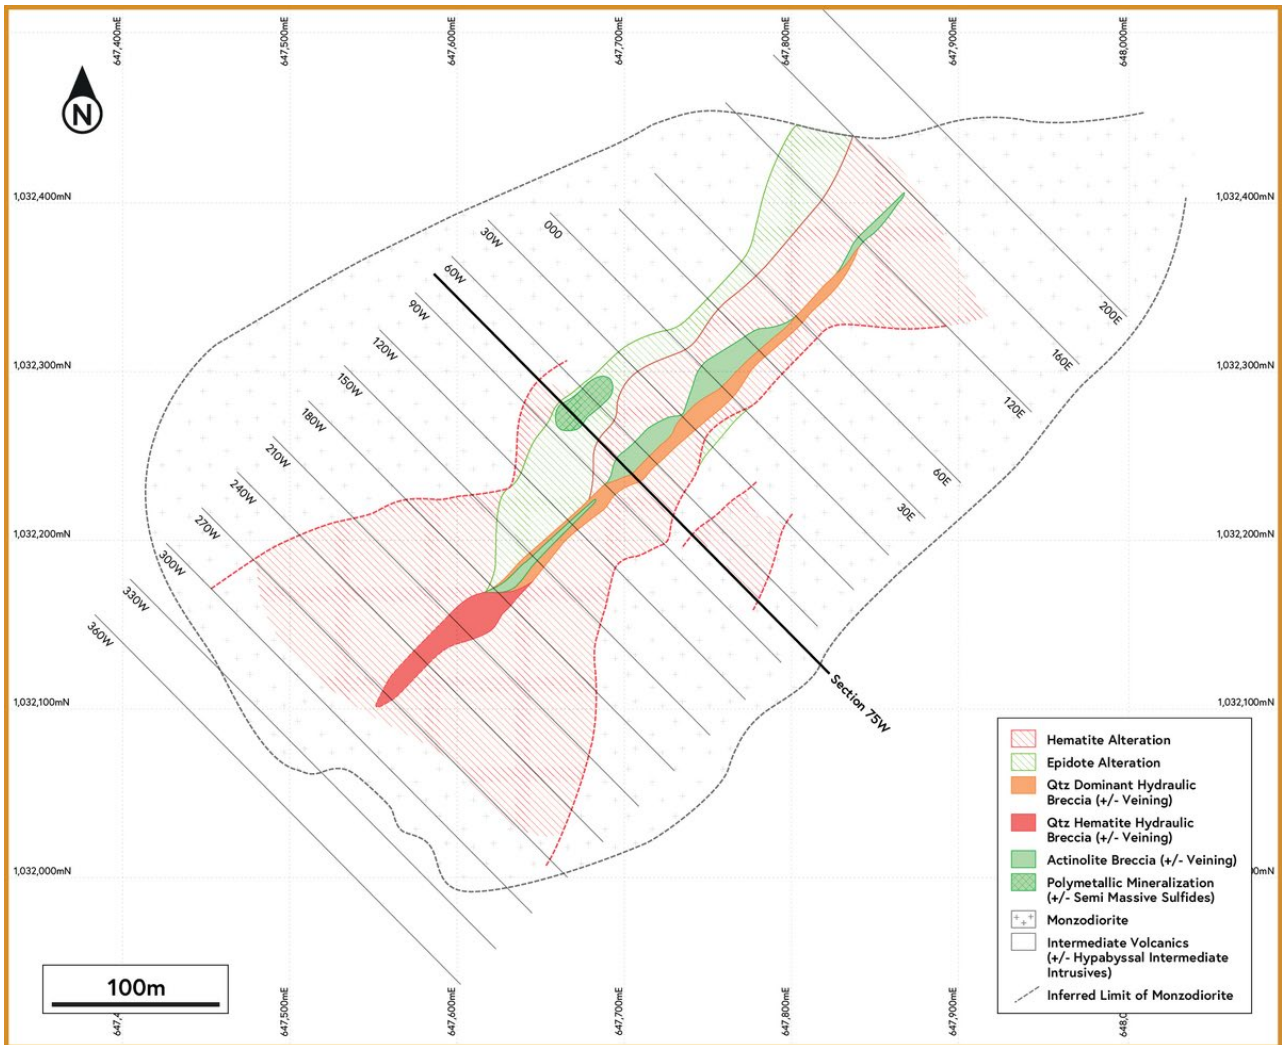 647,400mE
647,500mE
647,600mE
647,700mE
647,800mE
647,900mE
648,000mE
N
1,032,400mN
1,032,400mN
000
30W
60W
90W
120W
150W
180W
210W
240W
270W
300W
330W
360W
200E
160E
120E
60E
30E
1,032,300mN
1,032,300mN
1,032,200mN
1,032,200mN
1,032,100mN
1,032,100mN
Section 75W
1,032,000mN
00mN
Hematite Alteration
Epidote Alteration
Qtz Dominant Hydraulic
Breccia (+/- Veining)
Qtz Hematite Hydraulic
Breccia (+/- Veining)
Actinolite Breccia (+/- Veining)
Polymetallic Mineralization
(+/- Semi Massive Sulfides)
Monzodiorite
Intermediate Volcanics
(+/- Hypabyssal Intermediate
Intrusives)
Inferred Limit of Monzodiorite
100m
647,4
647,500mE
647,600mE
647,700mE
647,800mE
647,900mE
648,0